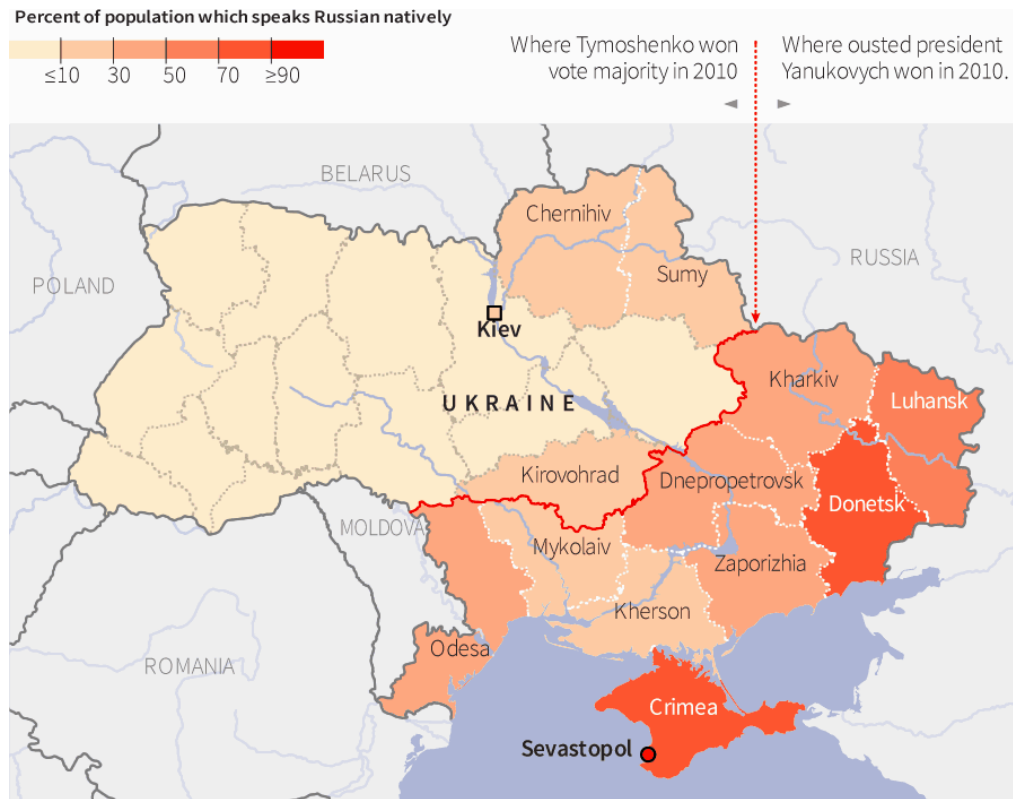 Percent of population which speaks Russian natively
≤10 30 50 70 ≥90
Where Tymoshenko won
vote majority in 2010
Where ousted president
Yanukovych won in 2010.
BELARUS
Chernihiv
RUSSIA
POLAND
Sumy
Kiev
Kharkiv
UKRAINE
Luhansk
Kirovohrad
Dnepropetrovsk
Donetsk
MOLDOVA
Mykolaiv
Zaporizhia
Kherson
Odesa
ROMANIA
Crimea
Sevastopol